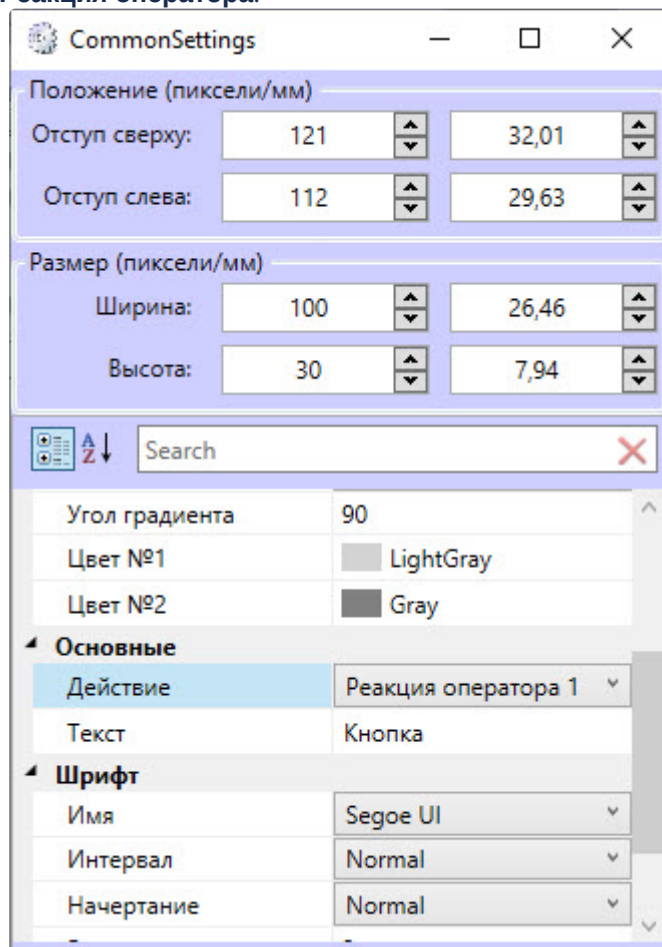 Реакция оператора.
CommonSettings
Положение (пиксели/мм)
Отступ сверху: 121 32,01
Отступ слева: 112 29,63
Размер (пиксели/мм)
Ширина: 100 26,46
Высота: 30 7,94
Search
Угол градиента 90
Цвет №1 LightGray
Цвет №2 Gray
Основные
Действие Реакция оператора 1
Текст Кнопка
Шрифт
Имя Segoe UI
Интервал Normal
Начертание Normal